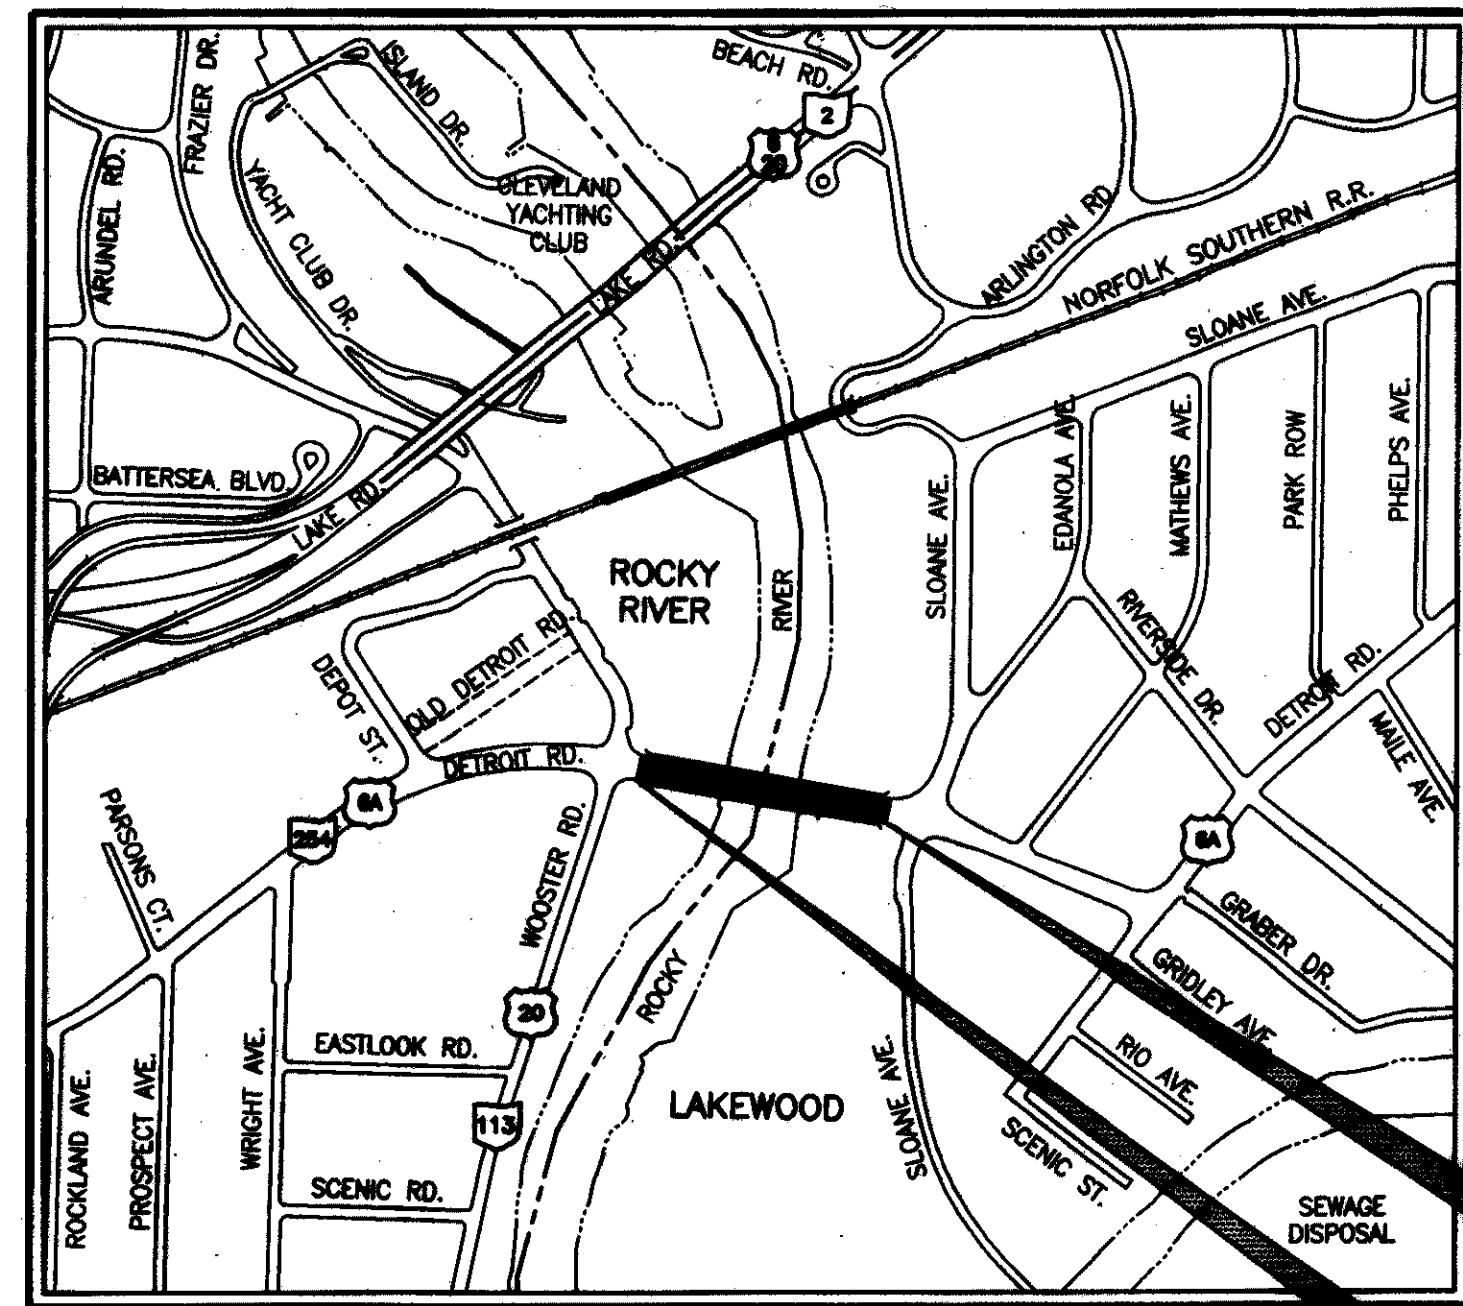 FRAZIER DR.
ISLAND DR.
BEACH RD.
2
6
20
ARUNDEL RD.
YACHT CLUB DR.
CLEVELAND
YACHTING
CLUB
LAKE RD.
ARLINGTON RD.
NORFOLK SOUTHERN R.R.
SLOANE AVE.
BATTERSEA BLVD.
LAKE RD.
ROCKY
RIVER
RIVER
SLOANE AVE.
EDANOLA AVE.
MATHEWS AVE.
PARK ROW
PHELPS AVE.
DEPOT ST.
OLD DETROIT RD.
DETROIT RD.
RIVERSIDE DR.
DETROIT RD.
MAILE AVE.
PARSONS CT.
254
6A
WOOSTER RD.
6A
GRABER DR.
GRIDLEY AVE.
20
ROCKY
EASTLOOK RD.
RIO AVE.
ROCKLAND AVE.
PROSPECT AVE.
WRIGHT AVE.
113
LAKEWOOD
SLOANE AVE.
SCENIC ST.
SCENIC RD.
SEWAGE
DISPOSAL